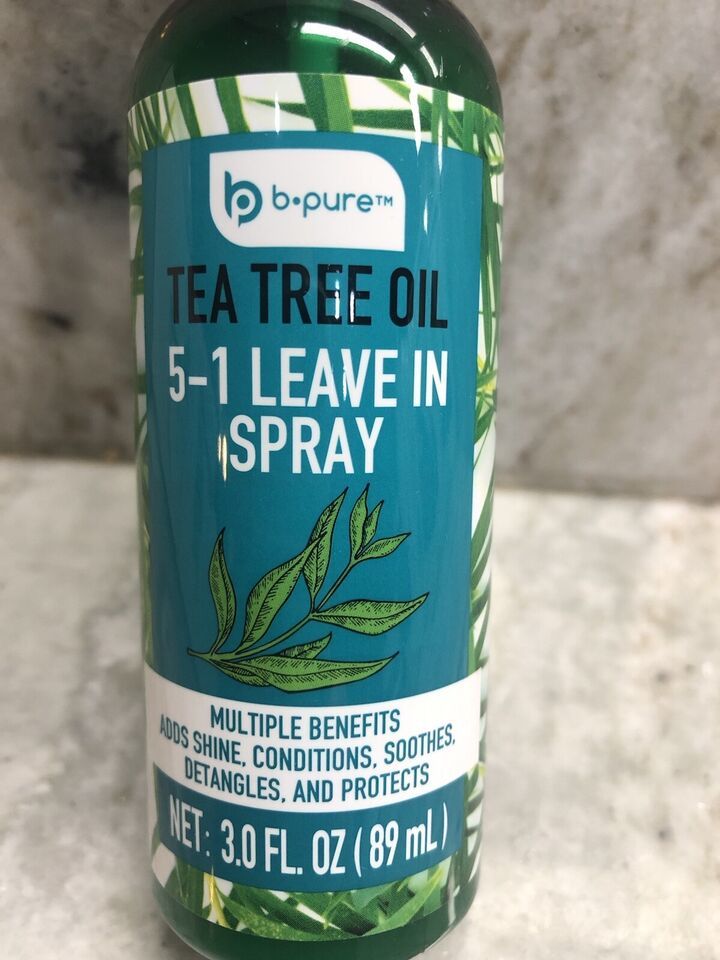 b•pure™
TEA TREE OIL
5-1 LEAVE IN
SPRAY
MULTIPLE BENEFITS
ADDS SHINE, CONDITIONS, SOOTHES,
DETANGLES, AND PROTECTS
NET: 3.0 FL. OZ (89 mL)